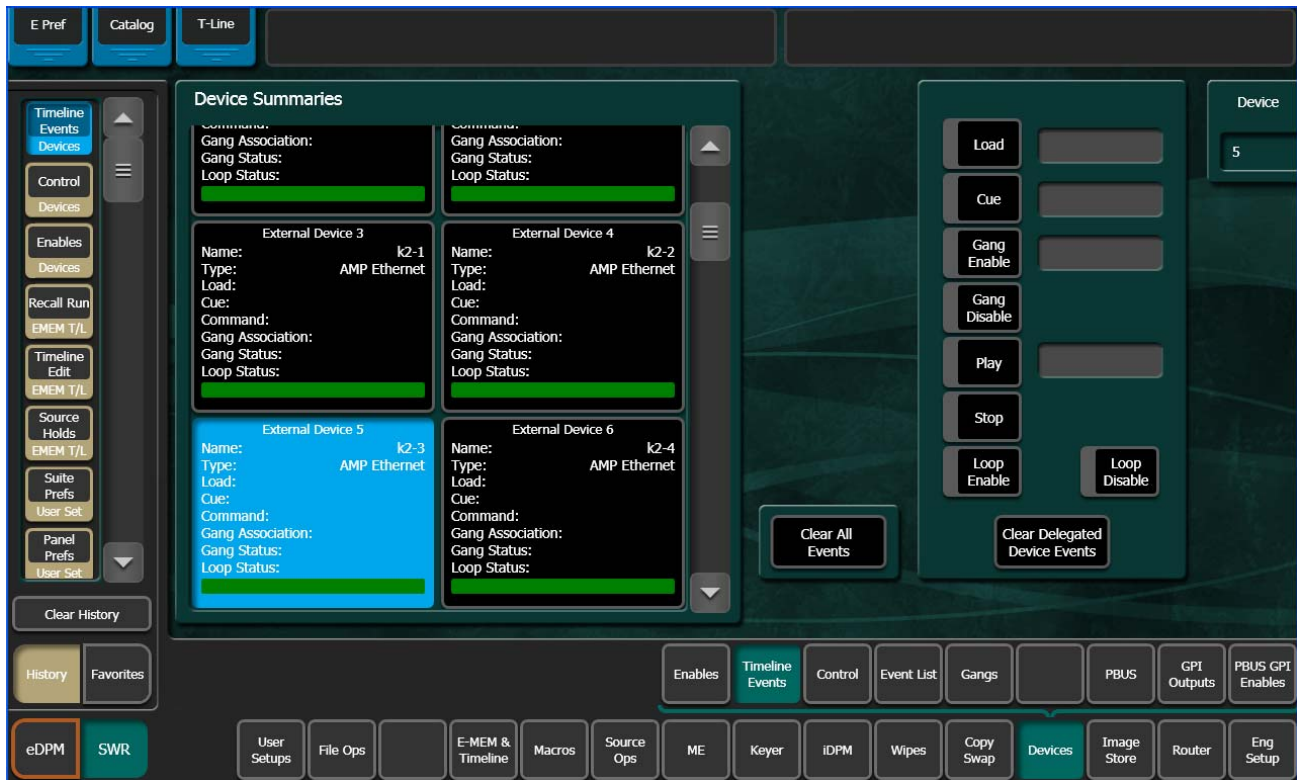 E Pref
Catalog
T-Line
Timeline
Events
Devices
Control
Devices
Enables
Devices
Recall Run
EMEM T/L
Timeline
Edit
EMEM T/L
Source
Holds
EMEM T/L
Suite
Prefs
User Set
Panel
Prefs
User Set
Clear History
History
Favorites
Device Summaries
Command:
Gang Association:
Gang Status:
Loop Status:
Command:
Gang Association:
Gang Status:
Loop Status:
External Device 3
Name: k2-1
Type: AMP Ethernet
Load:
Cue:
Command:
Gang Association:
Gang Status:
Loop Status:
External Device 4
Name: k2-2
Type: AMP Ethernet
Load:
Cue:
Command:
Gang Association:
Gang Status:
Loop Status:
External Device 5
Name: k2-3
Type: AMP Ethernet
Load:
Cue:
Command:
Gang Association:
Gang Status:
Loop Status:
External Device 6
Name: k2-4
Type: AMP Ethernet
Load:
Cue:
Command:
Gang Association:
Gang Status:
Loop Status:
Clear All
Events
Load
Cue
Gang
Enable
Gang
Disable
Play
Stop
Loop
Enable
Loop
Disable
Clear Delegated
Device Events
Device
5
Enables
Timeline
Events
Control
Event List
Gangs
PBUS
GPI
Outputs
PBUS GPI
Enables
eDPM
SWR
User
Setups
File Ops
E-MEM &
Timeline
Macros
Source
Ops
ME
Keyer
iDPM
Wipes
Copy
Swap
Devices
Image
Store
Router
Eng
Setup